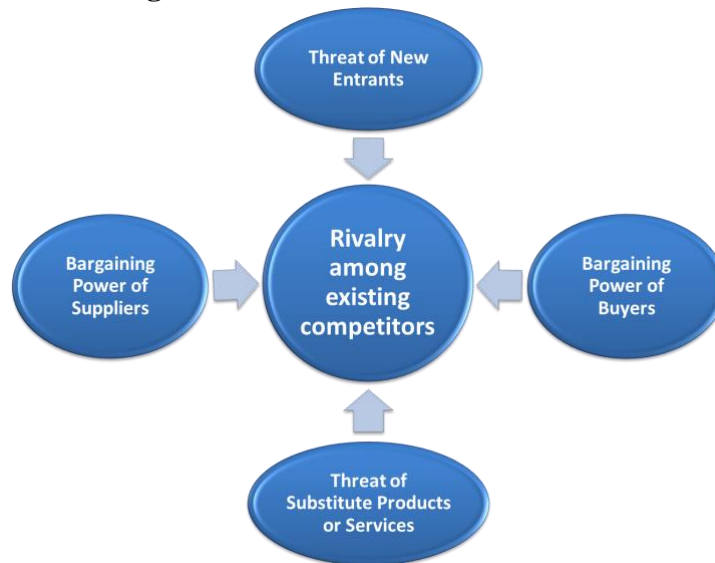 Threat of New
Entrants
Bargaining
Power of
Suppliers
Rivalry
among
existing
competitors
Bargaining
Power of
Buyers
Threat of
Substitute Products
or Services